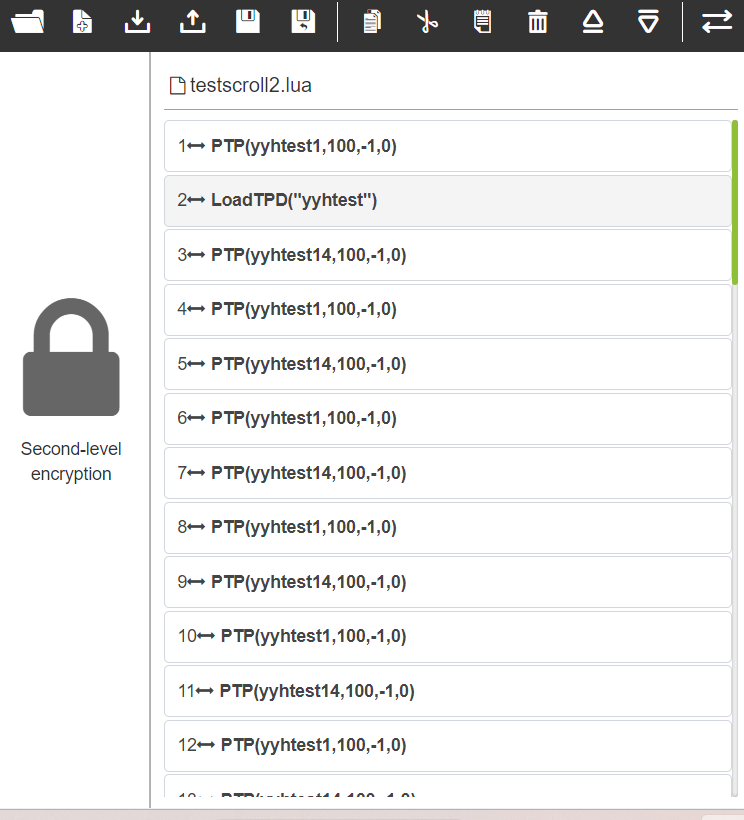 testscroll2.lua
1 PTP(yyhtest1,100,-1,0)
2 LoadTPD("yyhtest")
3 PTP(yyhtest14,100,-1,0)
4 PTP(yyhtest1,100,-1,0)
5 PTP(yyhtest14,100,-1,0)
6 PTP(yyhtest1,100,-1,0)
7 PTP(yyhtest14,100,-1,0)
8 PTP(yyhtest1,100,-1,0)
9 PTP(yyhtest14,100,-1,0)
10 PTP(yyhtest1,100,-1,0)
11 PTP(yyhtest14,100,-1,0)
12 PTP(yyhtest1,100,-1,0)
Second-level
encryption